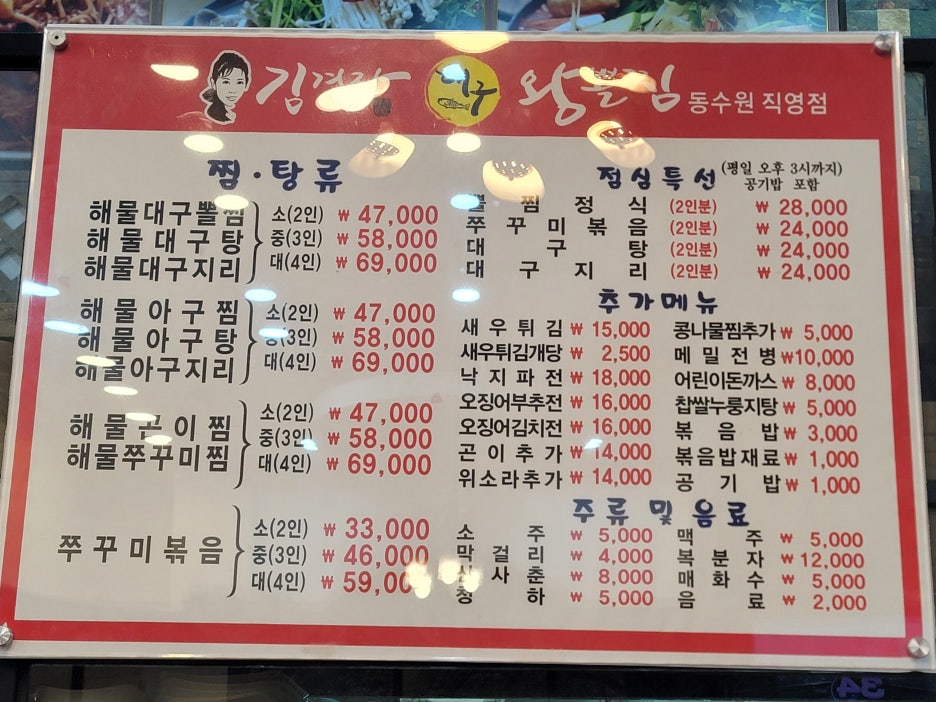 동수원 직영점
찜·탕류
해물대구뽈찜
해물대구탕
해물대구지리
소(2인) ₩ 47,000
중(3인) ₩ 58,000
대(4인) ₩ 69,000
해물아구찜
해물아구탕
해물아구지리
소(2인) ₩ 47,000
중(3인) ₩ 58,000
대(4인) ₩ 69,000
해물곤이찜
해물쭈꾸미찜
소(2인) ₩ 47,000
중(3인) ₩ 58,000
대(4인) ₩ 69,000
쭈꾸미볶음
소(2인) ₩ 33,000
중(3인) ₩ 46,000
대(4인) ₩ 59,000
점심특선 (평일 오후 3시까지)
공기밥 포함
뽈찜정식 (2인분) ₩ 28,000
쭈꾸미볶음 (2인분) ₩ 24,000
대구탕 (2인분) ₩ 24,000
대구지리 (2인분) ₩ 24,000
추가메뉴
새우튀김 ₩ 15,000
새우튀김개당 ₩ 2,500
낙지파전 ₩ 18,000
오징어부추전 ₩ 16,000
오징어김치전 ₩ 16,000
곤이추가 ₩ 14,000
위소라추가 ₩ 14,000
콩나물찜추가 ₩ 5,000
메밀전병 ₩10,000
어린이돈까스 ₩ 8,000
찹쌀누룽지탕 ₩ 5,000
볶음밥 ₩ 3,000
볶음밥재료 ₩ 1,000
공기밥 ₩ 1,000
주류 및 음료
소주 ₩ 5,000
막걸리 ₩ 4,000
산사춘 ₩ 8,000
청하 ₩ 5,000
맥주 ₩ 5,000
복분자 ₩ 12,000
매화수 ₩ 5,000
음료 ₩ 2,000